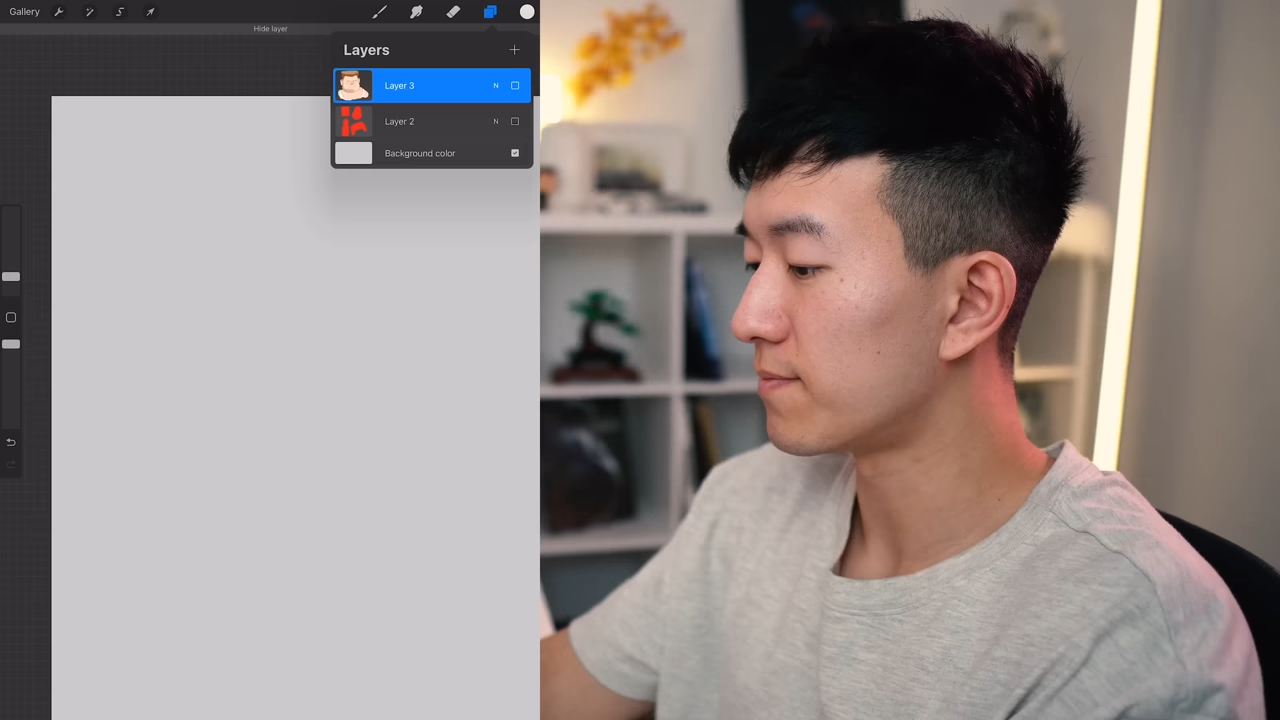 Gallery
Hide layer
Layers
Layer 3 N
Layer 2 N
Background color